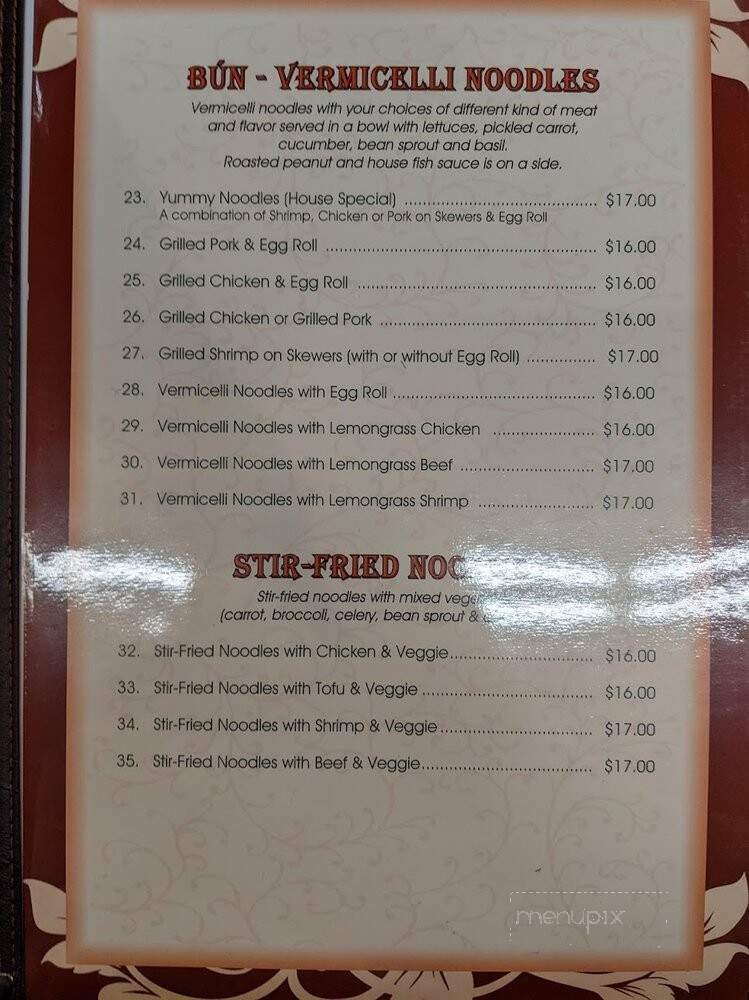 BÚN - VERMICELLI NOODLES
Vermicelli noodles with your choices of different kind of meat
and flavor served in a bowl with lettuces, pickled carrot,
cucumber, bean sprout and basil.
Roasted peanut and house fish sauce is on a side.
23. Yummy Noodles (House Special) ........................................ $17.00
A combination of Shrimp, Chicken or Pork on Skewers & Egg Roll
24. Grilled Pork & Egg Roll ........................................................ $16.00
25. Grilled Chicken & Egg Roll .................................................. $16.00
26. Grilled Chicken or Grilled Pork ............................................. $16.00
27. Grilled Shrimp on Skewers (with or without Egg Roll) .............. $17.00
28. Vermicelli Noodles with Egg Roll .......................................... $16.00
29. Vermicelli Noodles with Lemongrass Chicken ..................... $16.00
30. Vermicelli Noodles with Lemongrass Beef ............................ $17.00
31. Vermicelli Noodles with Lemongrass Shrimp ........................ $17.00
STIR-FRIED
Stir-fried noodles with mixed
(carrot, broccoli, celery, bean sprout &
32. Stir-Fried Noodles with Chicken & Veggie.............................. $16.00
33. Stir-Fried Noodles with Tofu & Veggie ................................... $16.00
34. Stir-Fried Noodles with Shrimp & Veggie................................ $17.00
35. Stir-Fried Noodles with Beef & Veggie................................... $17.00
menupix